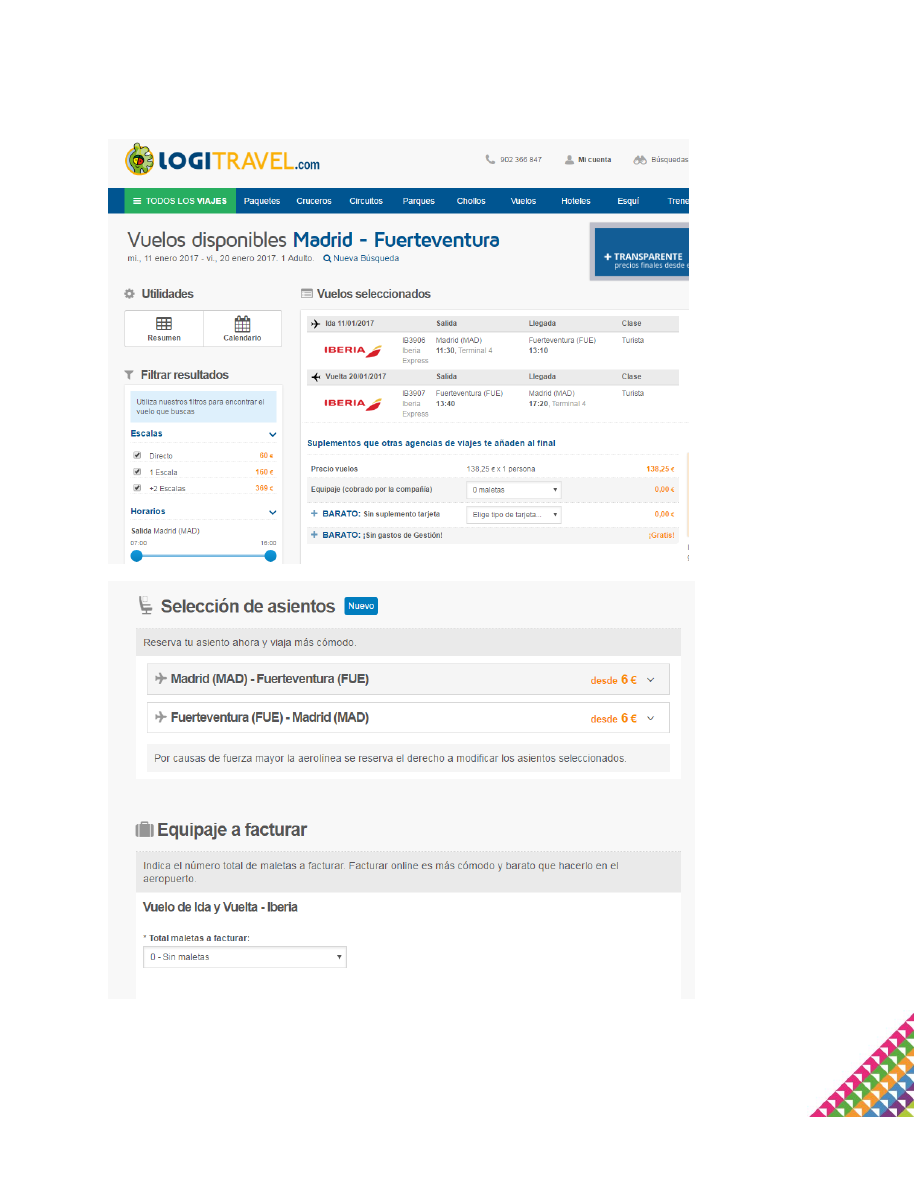 LOGITRAVEL.com
902 366 847 Mi cuenta Búsquedas
TODOS LOS VIAJES Paquetes Cruceros Circuitos Parques Chollos Vuelos Hoteles Esquí Trene
Vuelos disponibles Madrid - Fuerteventura
mi., 11 enero 2017 - vi., 20 enero 2017. 1 Adulto. Nueva Búsqueda
+ TRANSPARENTE
precios finales desde e
Utilidades
Resumen Calendario
Filtrar resultados
Utiliza nuestros filtros para encontrar el
vuelo que buscas
Escalas
Directo 60 €
1 Escala 160 €
+2 Escalas 369 €
Horarios
Salida Madrid (MAD)
07:00 16:00
Vuelos seleccionados
Ida 11/01/2017 Salida Llegada Clase
IBERIA
IB3906
Iberia
Express
Madrid (MAD)
11:30, Terminal 4
Fuerteventura (FUE)
13:10
Turista
Vuelta 20/01/2017 Salida Llegada Clase
IBERIA
IB3907
Iberia
Express
Fuerteventura (FUE)
13:40
Madrid (MAD)
17:20, Terminal 4
Turista
Suplementos que otras agencias de viajes te añaden al final
Precio vuelos 138,25 € x 1 persona 138,25 €
Equipaje (cobrado por la compañía) 0 maletas 0,00 €
+ BARATO: Sin suplemento tarjeta Elige tipo de tarjeta... 0,00 €
+ BARATO: ¡Sin gastos de Gestión! ¡Gratis!
Selección de asientos Nuevo
Reserva tu asiento ahora y viaja más cómodo.
Madrid (MAD) - Fuerteventura (FUE) desde 6 €
Fuerteventura (FUE) - Madrid (MAD) desde 6 €
Por causas de fuerza mayor la aerolínea se reserva el derecho a modificar los asientos seleccionados.
Equipaje a facturar
Indica el número total de maletas a facturar. Facturar online es más cómodo y barato que hacerlo en el
aeropuerto.
Vuelo de Ida y Vuelta - Iberia
* Total maletas a facturar:
0 - Sin maletas